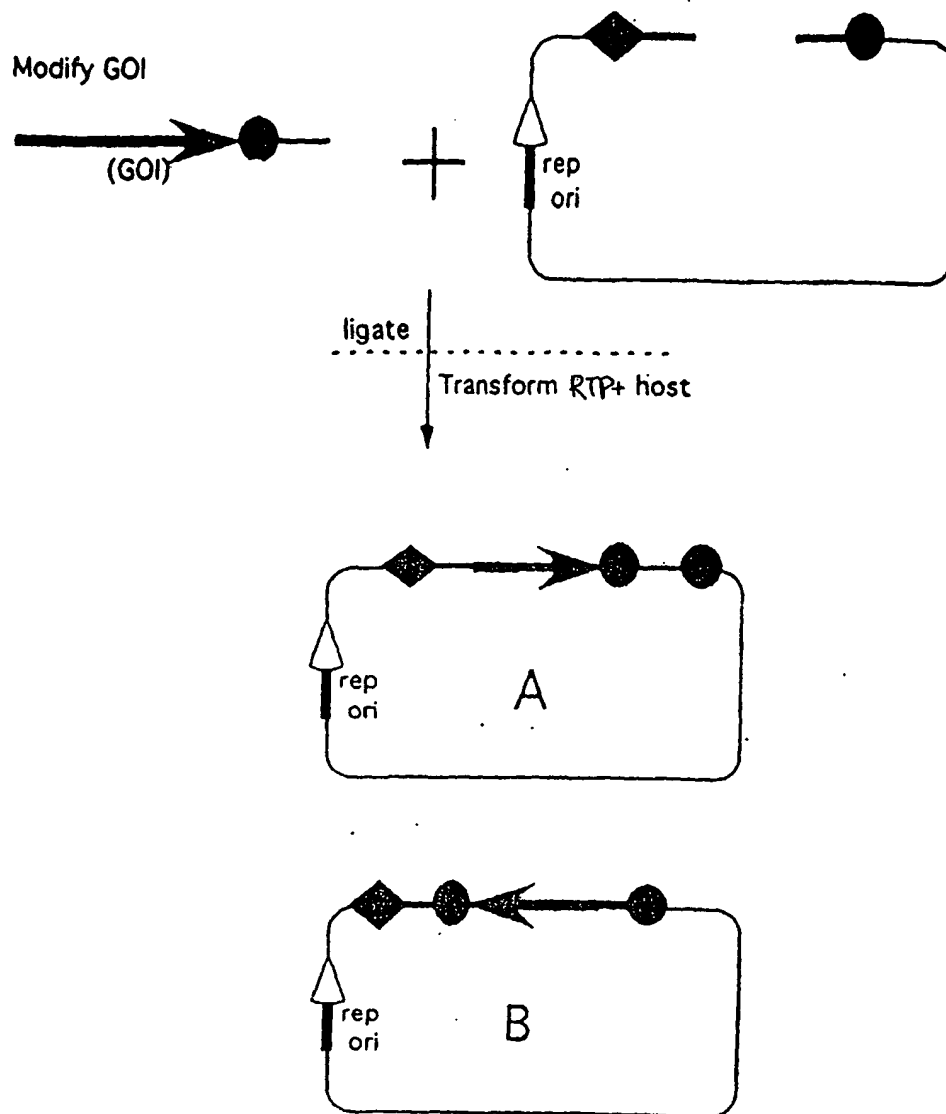 Modify GOI
(GOI)
rep
ori
ligate
Transform RTP+ host
rep
ori
A
rep
ori
B